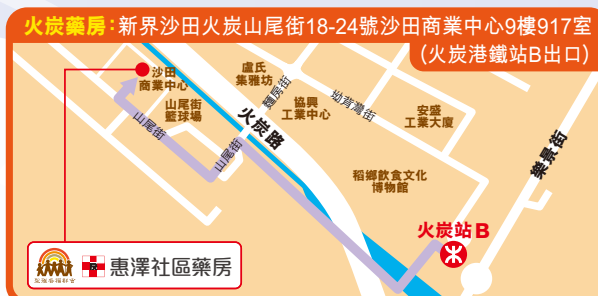 火炭藥房：新界沙田火炭山尾街18-24號沙田商業中心9樓917室
(火炭港鐵站B出口)
沙田
商業中心
盧氏
集雅坊
山尾街
籃球場
協興
工業中心
坳背灣街
安盛
工業大廈
山尾街
山尾街
火炭路
樂景街
稻鄉飲食文化
博物館
火炭站B
惠澤社區藥房